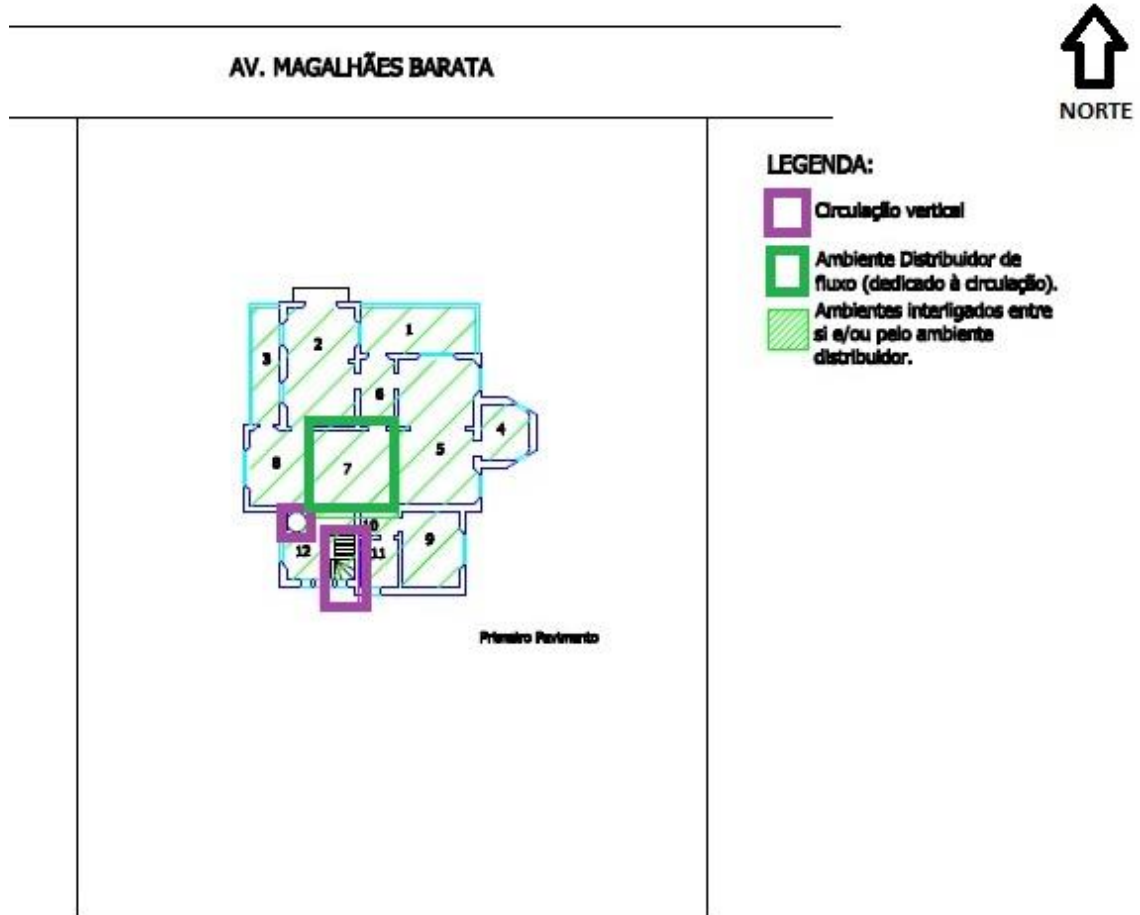 AV. MAGALHÃES BARATA
NORTE
LEGENDA:
Circulação vertical
Ambiente Distribuidor de
fluxo (dedicado à circulação).
Ambientes interligados entre
si e/ou pelo ambiente
distribuidor.
1
2
3
6
4
5
8
7
10
9
12
11
Primeiro Pavimento